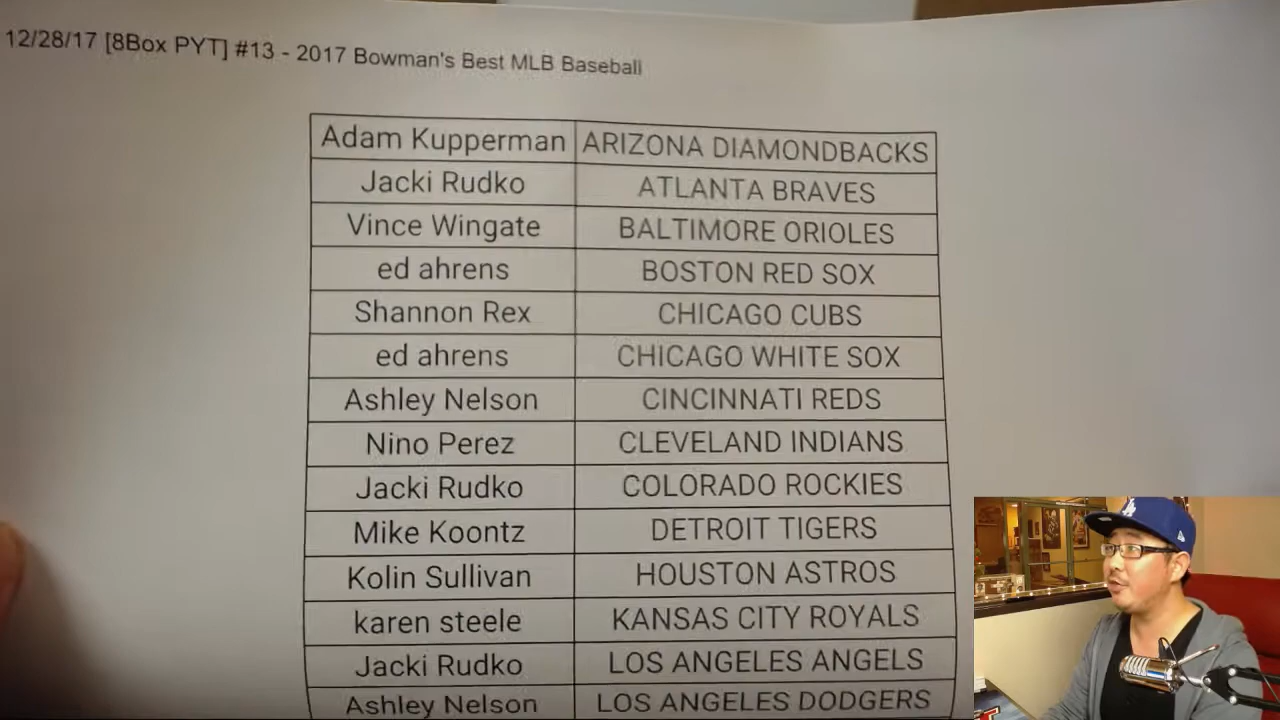 12/28/17 [8Box PYT] #13 - 2017 Bowman's Best MLB Baseball
Adam Kupperman ARIZONA DIAMONDBACKS
Jacki Rudko ATLANTA BRAVES
Vince Wingate BALTIMORE ORIOLES
ed ahrens BOSTON RED SOX
Shannon Rex CHICAGO CUBS
ed ahrens CHICAGO WHITE SOX
Ashley Nelson CINCINNATI REDS
Nino Perez CLEVELAND INDIANS
Jacki Rudko COLORADO ROCKIES
Mike Koontz DETROIT TIGERS
Kolin Sullivan HOUSTON ASTROS
karen steele KANSAS CITY ROYALS
Jacki Rudko LOS ANGELES ANGELS
Ashley Nelson LOS ANGELES DODGERS
LA